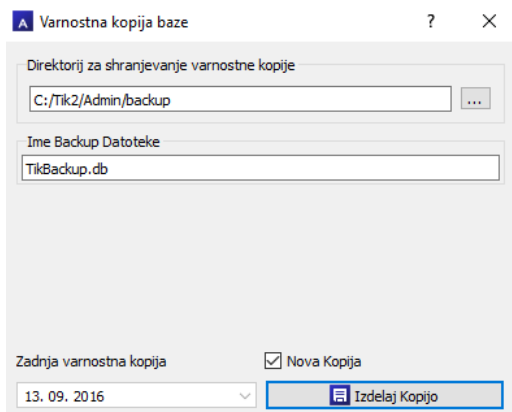 A Varnostna kopija baze ?
Direktorij za shranjevanje varnostne kopije
C:/Tik2/Admin/backup ...
Ime Backup Datoteke
TikBackup.db
Zadnja varnostna kopija Nova Kopija
13. 09. 2016 Izdelaj Kopijo